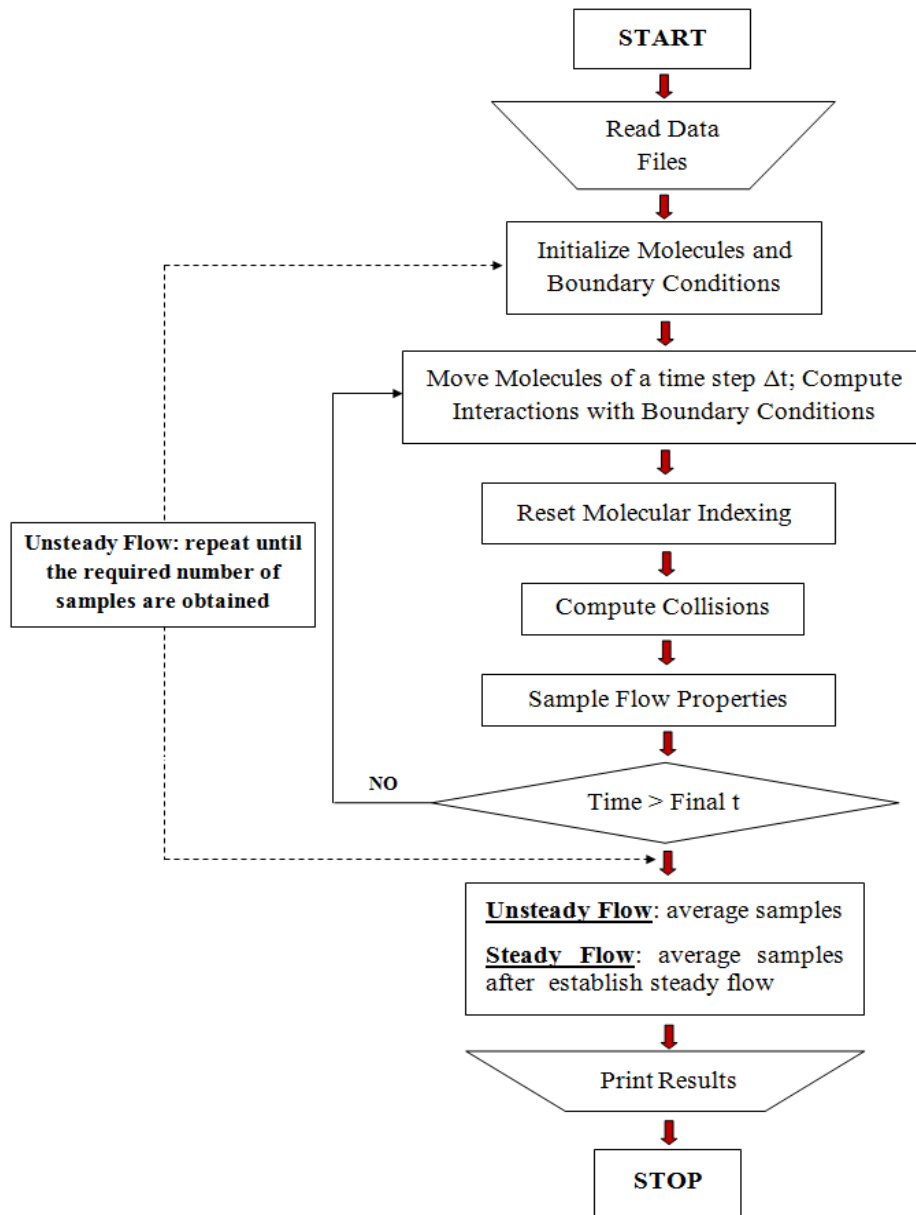 START
Read Data
Files
Initialize Molecules and
Boundary Conditions
Move Molecules of a time step Δt; Compute
Interactions with Boundary Conditions
Reset Molecular Indexing
Unsteady Flow: repeat until
the required number of
samples are obtained
Compute Collisions
Sample Flow Properties
NO
Time > Final t
Unsteady Flow: average samples
Steady Flow: average samples
after establish steady flow
Print Results
STOP